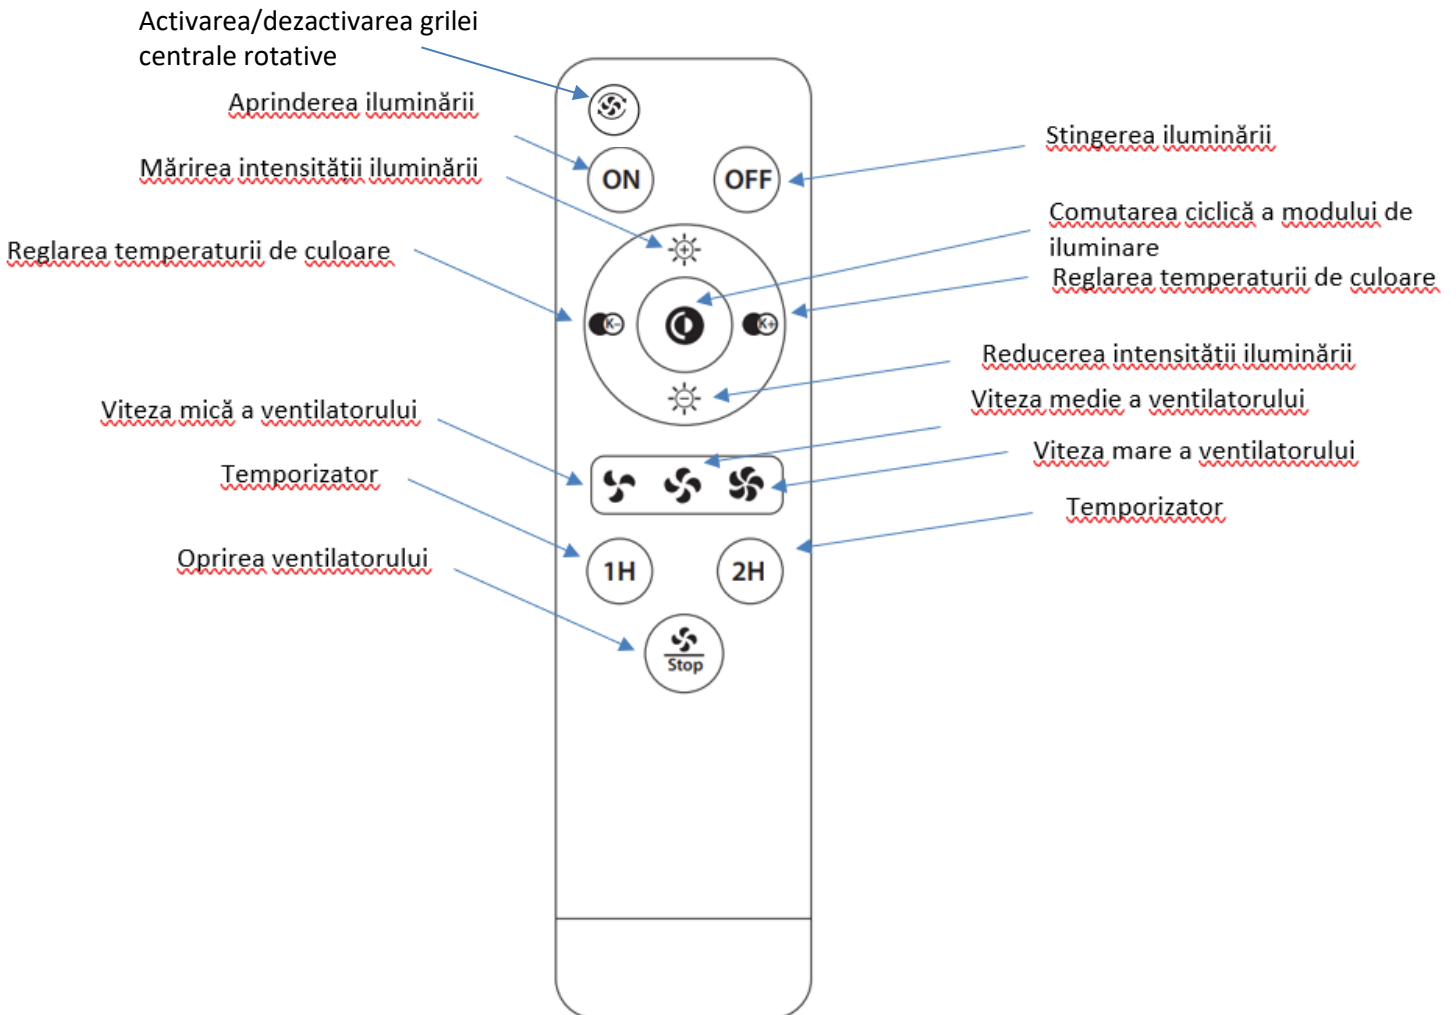 Activarea/dezactivarea grilei
centrale rotative
Aprinderea iluminării
Mărirea intensității iluminării
Reglarea temperaturii de culoare
Viteza mică a ventilatorului
Temporizator
Oprirea ventilatorului
ON
OFF
K-
K+
1H
2H
Stop
Stingerea iluminării
Comutarea ciclică a modului de
iluminare
Reglarea temperaturii de culoare
Reducerea intensității iluminării
Viteza medie a ventilatorului
Viteza mare a ventilatorului
Temporizator